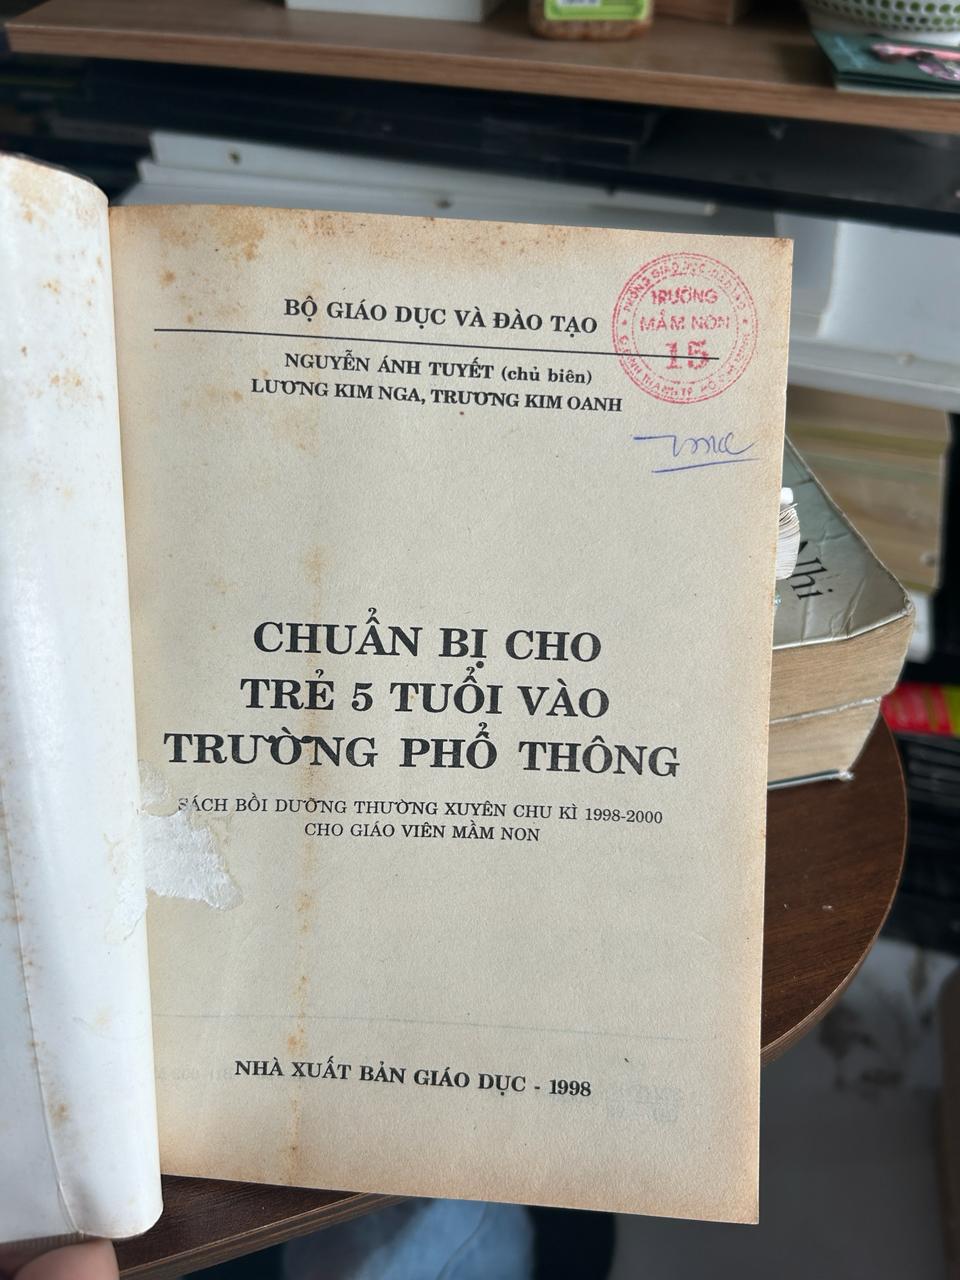 BỘ GIÁO DỤC VÀ ĐÀO TẠO
NGUYỄN ÁNH TUYẾT (chủ biên)
LƯƠNG KIM NGA, TRƯƠNG KIM OANH
TRƯỜNG
MẦM NON
15
CHUẨN BỊ CHO
TRẺ 5 TUỔI VÀO
TRƯỜNG PHỔ THÔNG
SÁCH BỒI DƯỠNG THƯỜNG XUYÊN CHU KÌ 1998-2000
CHO GIÁO VIÊN MẦM NON
NHÀ XUẤT BẢN GIÁO DỤC - 1998
Nhi